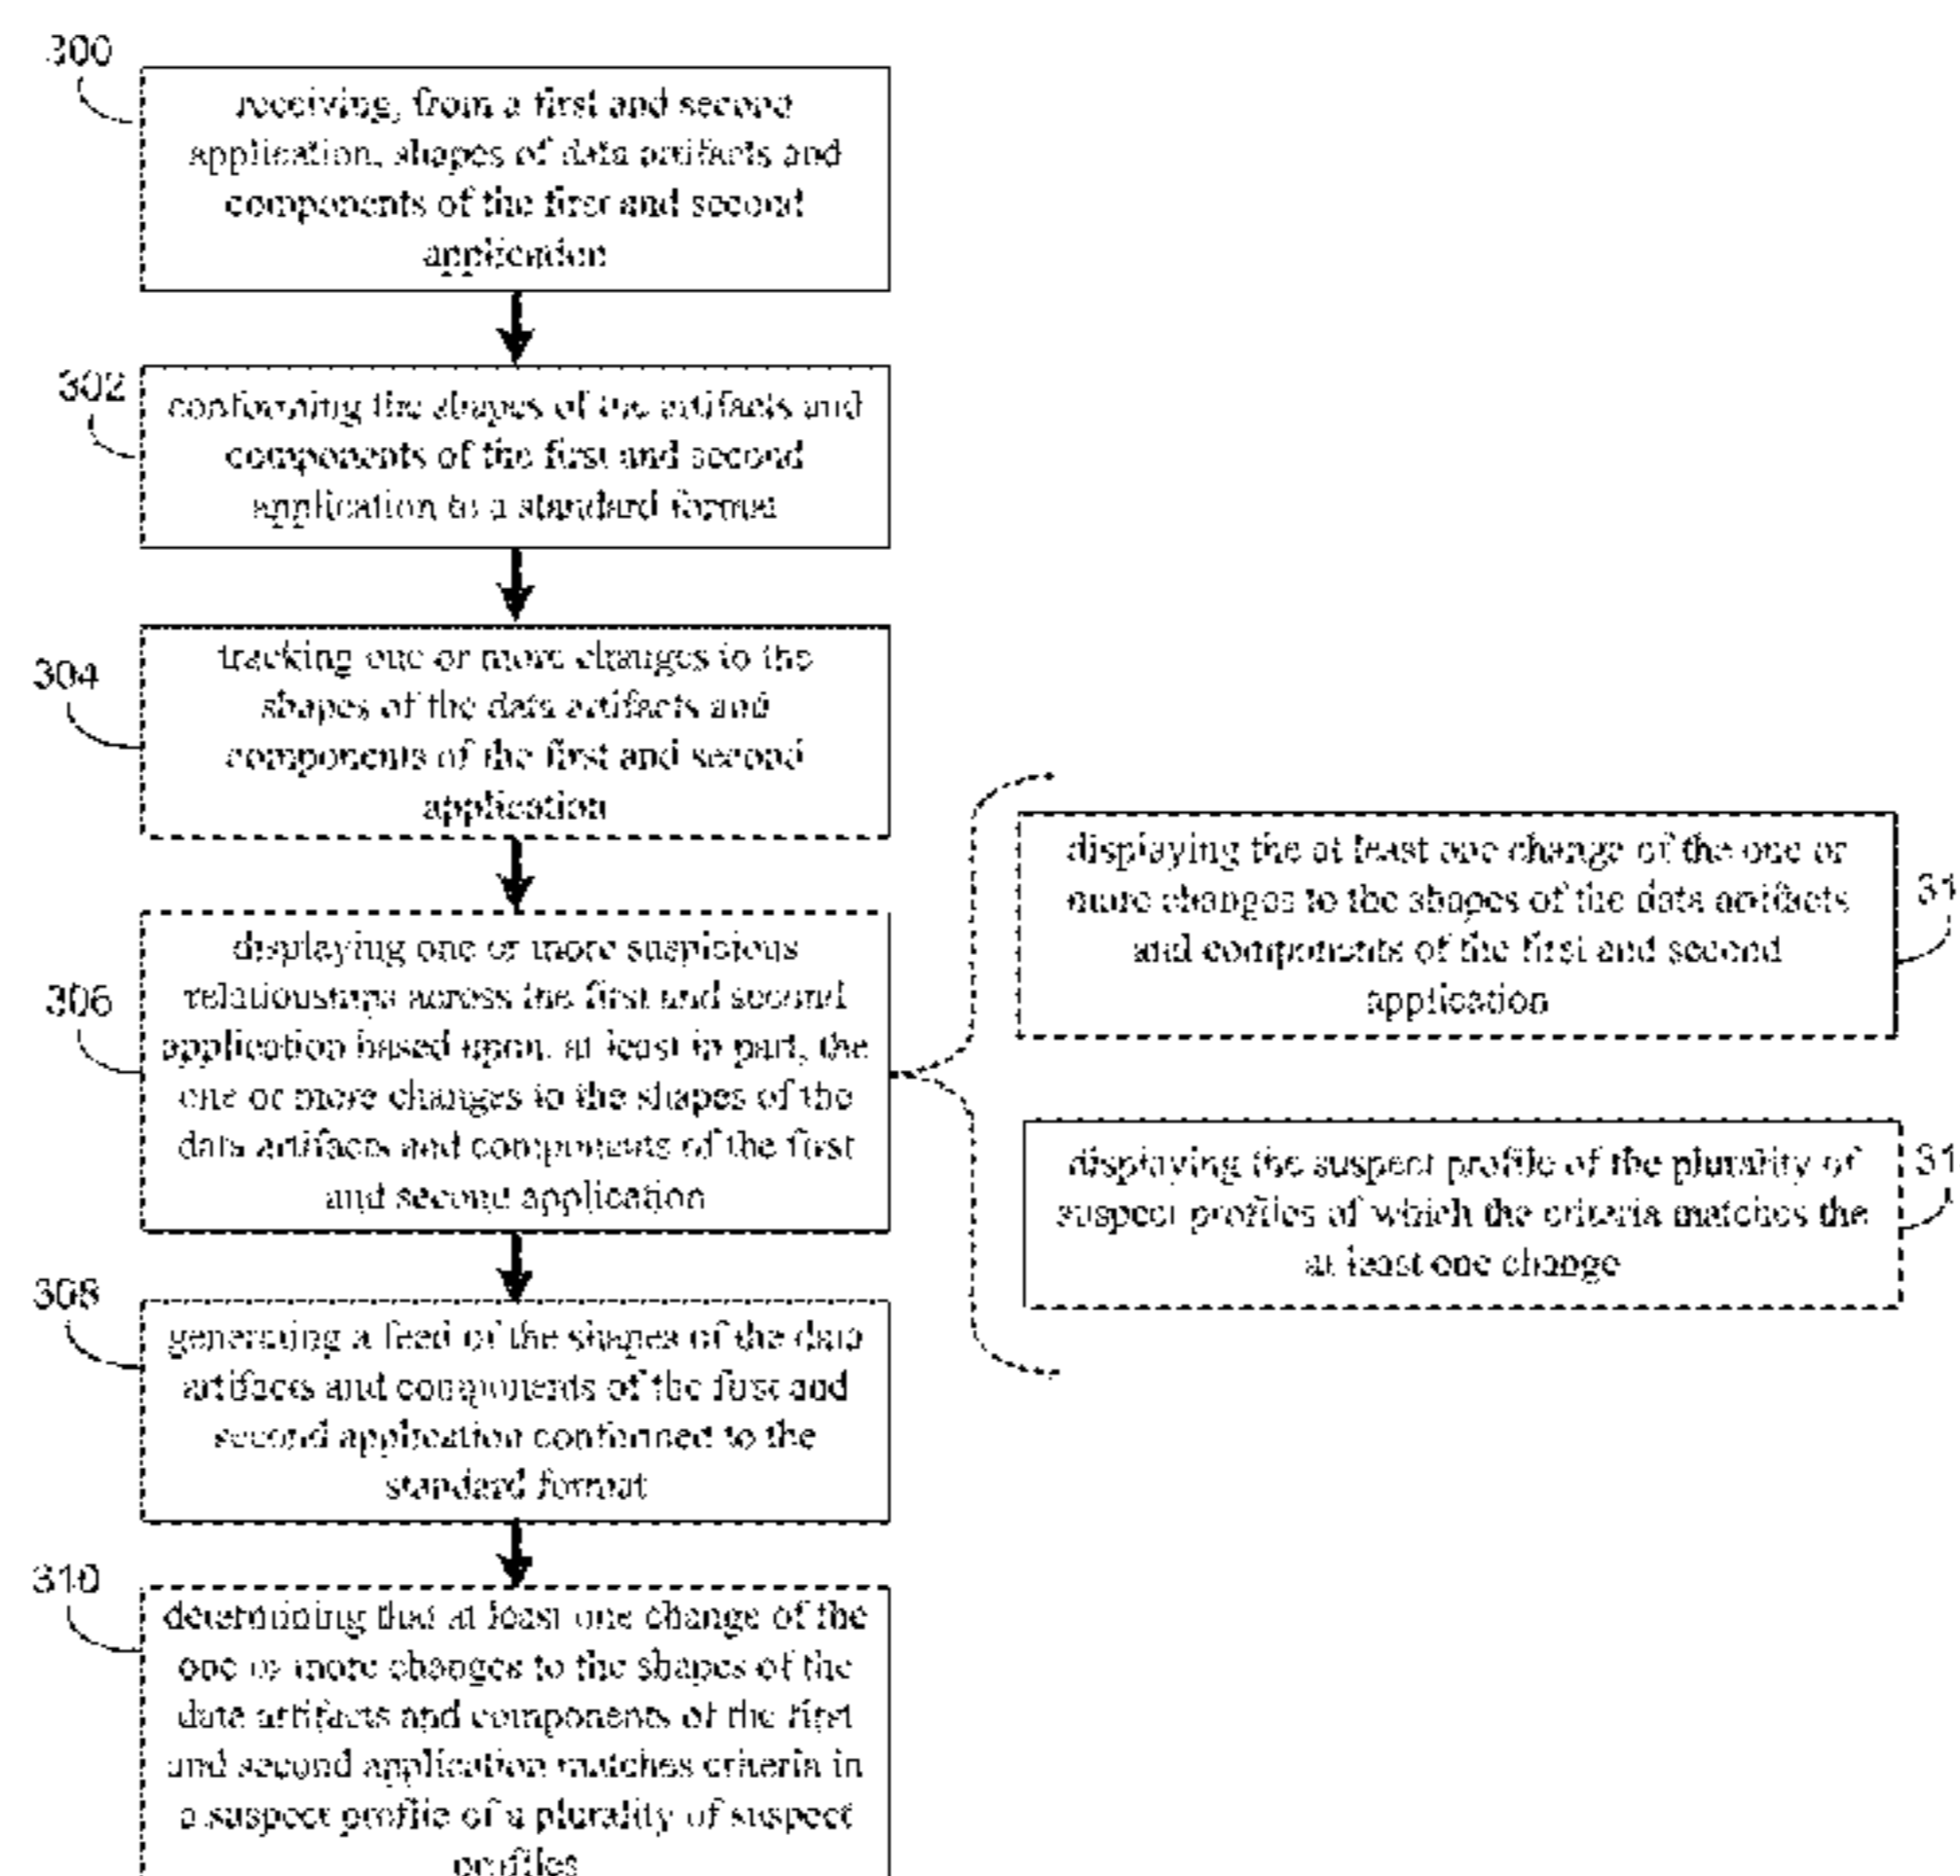 300
receiving, from a first and second
application, shapes of data artifacts and
components of the first and second
application
302
conforming the shapes of the artifacts and
components of the first and second
application to a standard format
304
tracking one or more changes to the
shapes of the data artifacts and
components of the first and second
application
306
displaying one or more suspicious
relationships across the first and second
application based upon, at least in part, the
one or more changes to the shapes of the
data artifacts and components of the first
and second application
displaying the at least one change of the one or
more changes to the shapes of the data artifacts
and components of the first and second
application
31
displaying the suspect profile of the plurality of
suspect profiles of which the criteria matches the
at least one change
31
308
generating a feed of the shapes of the data
artifacts and components of the first and
second application conformed to the
standard format
310
determining that at least one change of the
one or more changes to the shapes of the
data artifacts and components of the first
and second application matches criteria in
a suspect profile of a plurality of suspect
profiles